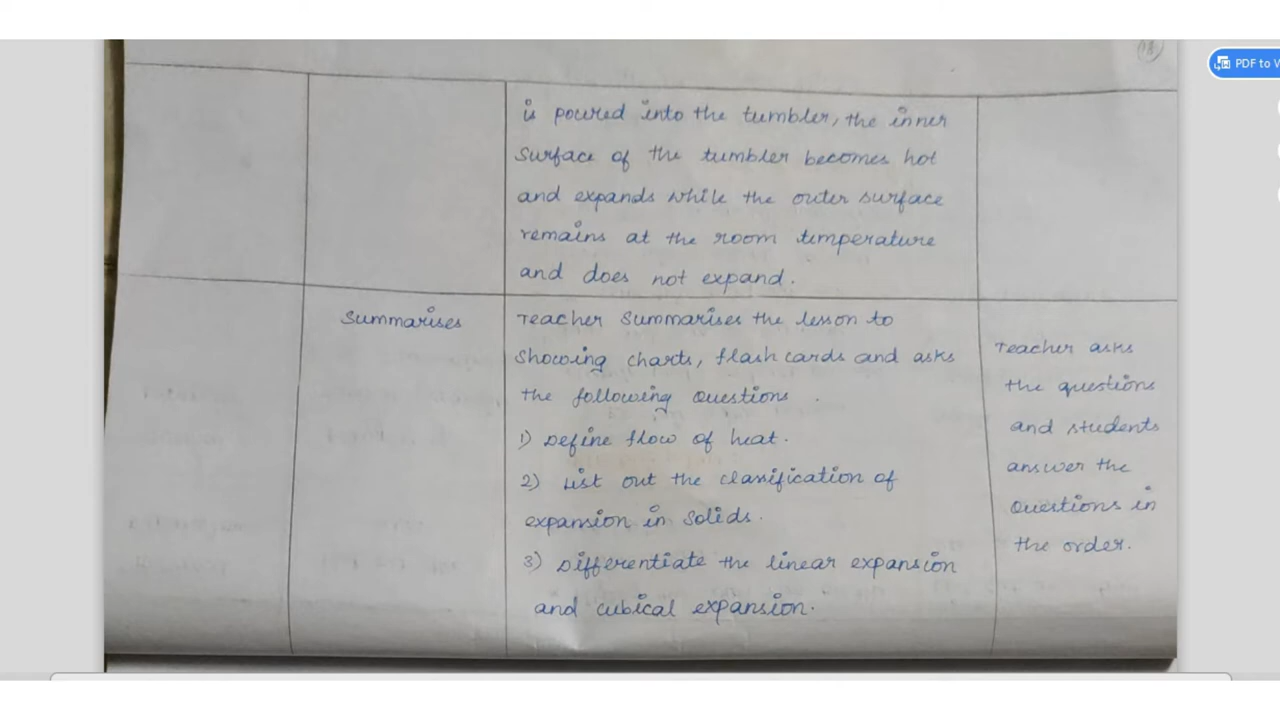 18
PDF to W
is poured into the tumbler, the inner
surface of the tumbler becomes hot
and expands while the outer surface
remains at the room temperature
and does not expand.
Summarises
Teacher summarises the lesson to
showing charts, flash cards and asks
the following questions
1) Define flow of heat.
2) List out the classification of
expansion in solids.
3) Differentiate the linear expansion
and cubical expansion.
Teacher asks
the questions
and students
answer the
questions in
the order.